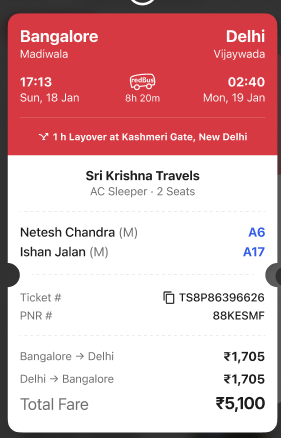 Bangalore Delhi
Madiwala Vijaywada
17:13 redBus 02:40
Sun, 18 Jan 8h 20m Mon, 19 Jan
1 h Layover at Kashmeri Gate, New Delhi
Sri Krishna Travels
AC Sleeper · 2 Seats
Netesh Chandra (M) A6
Ishan Jalan (M) A17
Ticket # TS8P86396626
PNR # 88KESMF
Bangalore → Delhi ₹1,705
Delhi → Bangalore ₹1,705
Total Fare ₹5,100